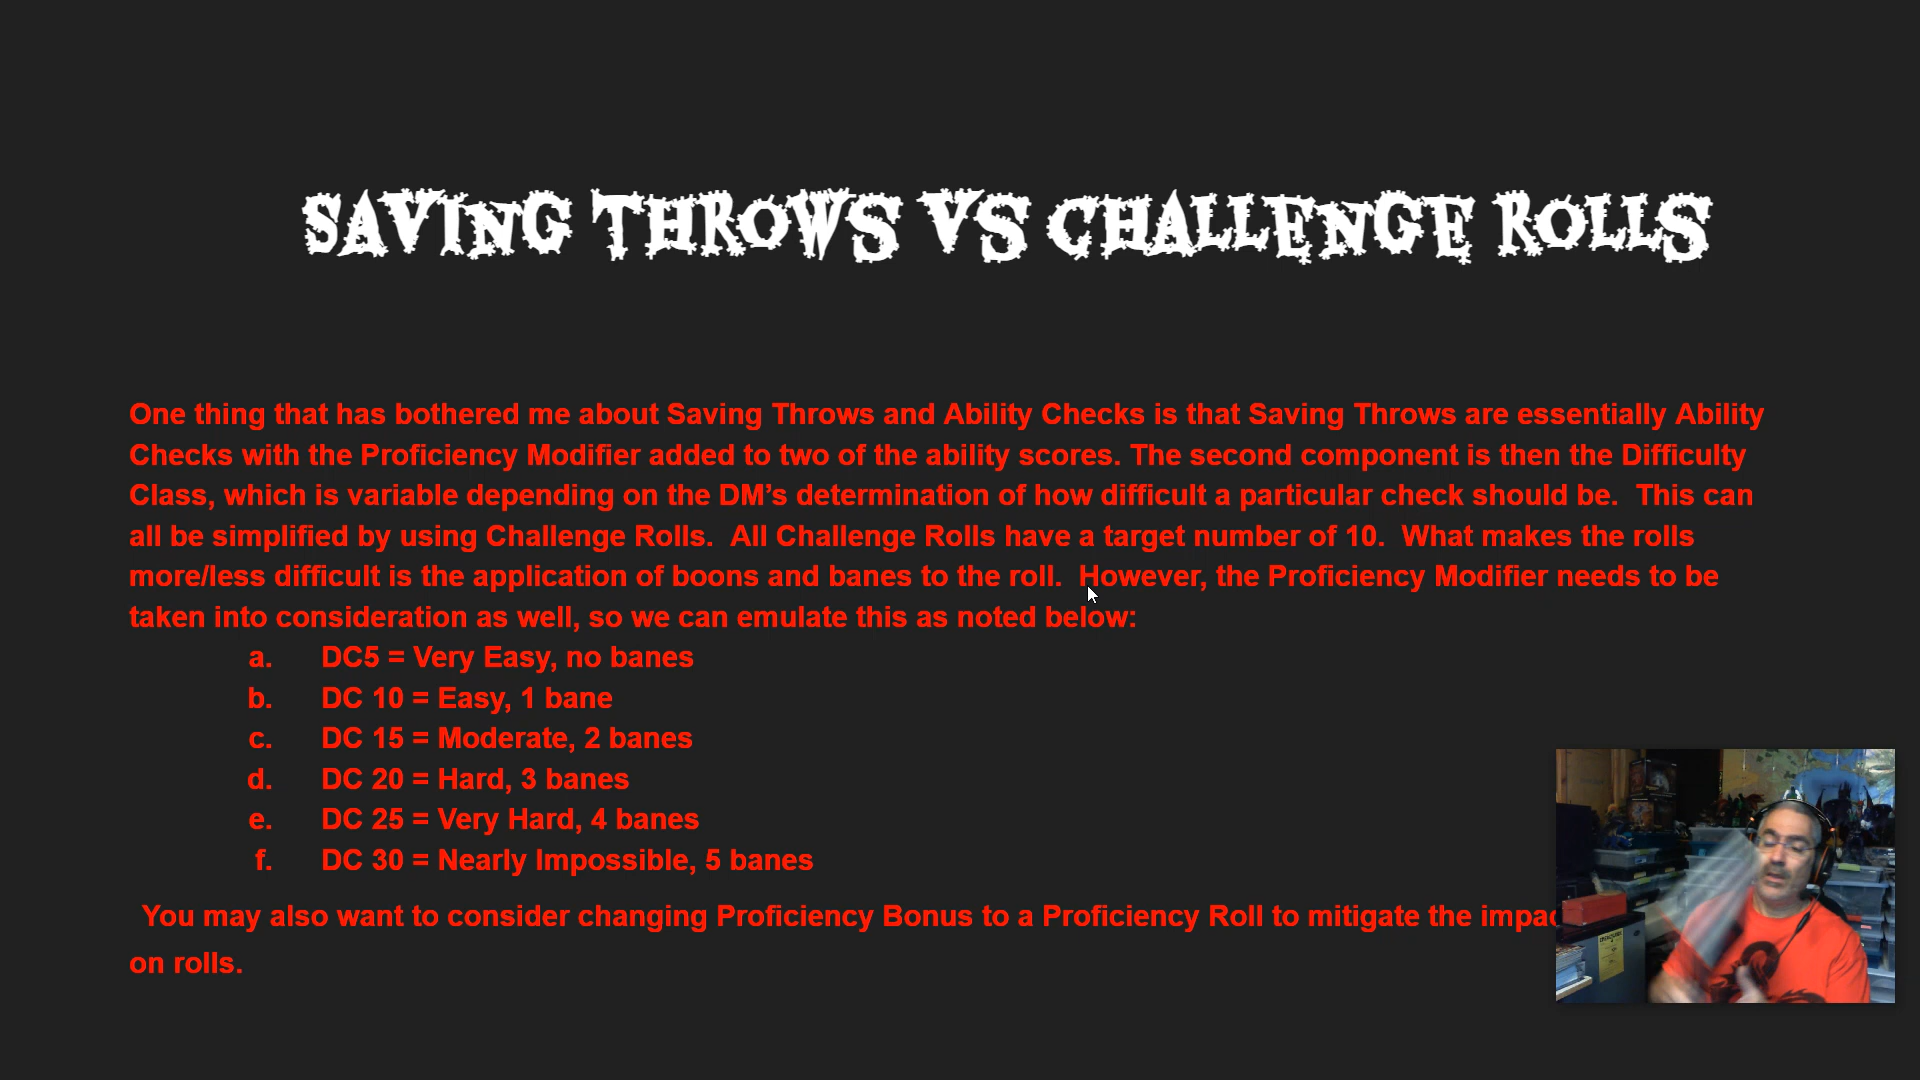 SAVING THROWS VS CHALLENGE ROLLS
One thing that has bothered me about Saving Throws and Ability Checks is that Saving Throws are essentially Ability
Checks with the Proficiency Modifier added to two of the ability scores. The second component is then the Difficulty
Class, which is variable depending on the DM’s determination of how difficult a particular check should be.  This can
all be simplified by using Challenge Rolls.  All Challenge Rolls have a target number of 10.  What makes the rolls
more/less difficult is the application of boons and banes to the roll.  However, the Proficiency Modifier needs to be
taken into consideration as well, so we can emulate this as noted below:
a. DC5 = Very Easy, no banes
b. DC 10 = Easy, 1 bane
c. DC 15 = Moderate, 2 banes
d. DC 20 = Hard, 3 banes
e. DC 25 = Very Hard, 4 banes
f. DC 30 = Nearly Impossible, 5 banes
You may also want to consider changing Proficiency Bonus to a Proficiency Roll to mitigate the
on rolls.